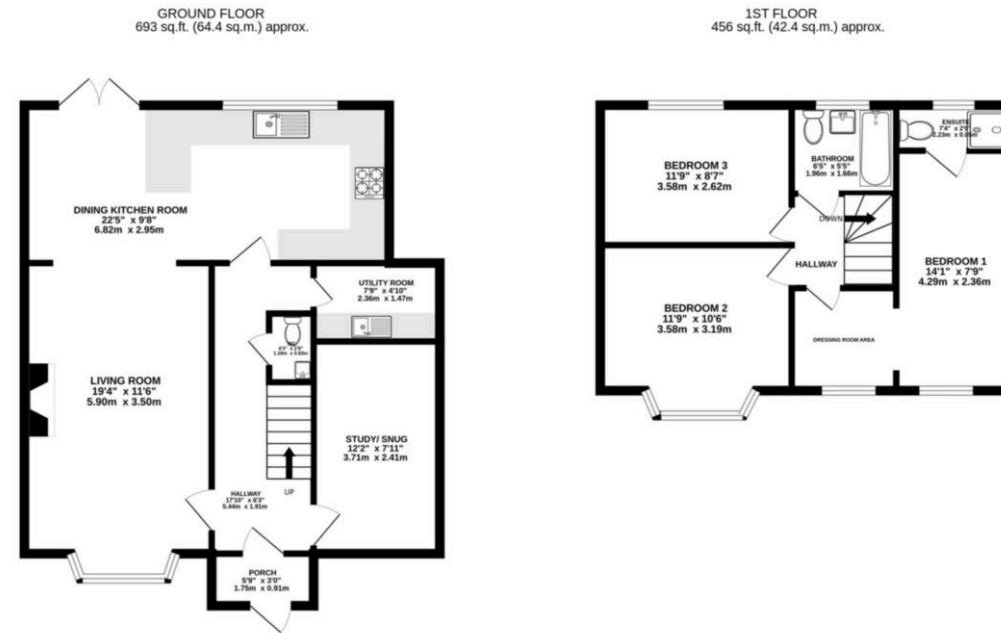 GROUND FLOOR
693 sq.ft. (64.4 sq.m.) approx.
DINING KITCHEN ROOM
22'5" x 9'8"
6.82m x 2.95m
UTILITY ROOM
7'9" x 4'10"
2.36m x 1.47m
LIVING ROOM
19'4" x 11'6"
5.90m x 3.50m
STUDY/ SNUG
12'2" x 7'11"
3.71m x 2.41m
UP
HALLWAY
17'10" x 6'3"
5.44m x 1.91m
PORCH
5'9" x 3'0"
1.75m x 0.91m
1ST FLOOR
456 sq.ft. (42.4 sq.m.) approx.
BEDROOM 3
11'9" x 8'7"
3.58m x 2.62m
BATHROOM
6'5" x 5'5"
1.96m x 1.66m
ENSUITE
DOWN
HALLWAY
BEDROOM 1
14'1" x 7'9"
4.29m x 2.36m
BEDROOM 2
11'9" x 10'6"
3.58m x 3.19m
DRESSING ROOM AREA